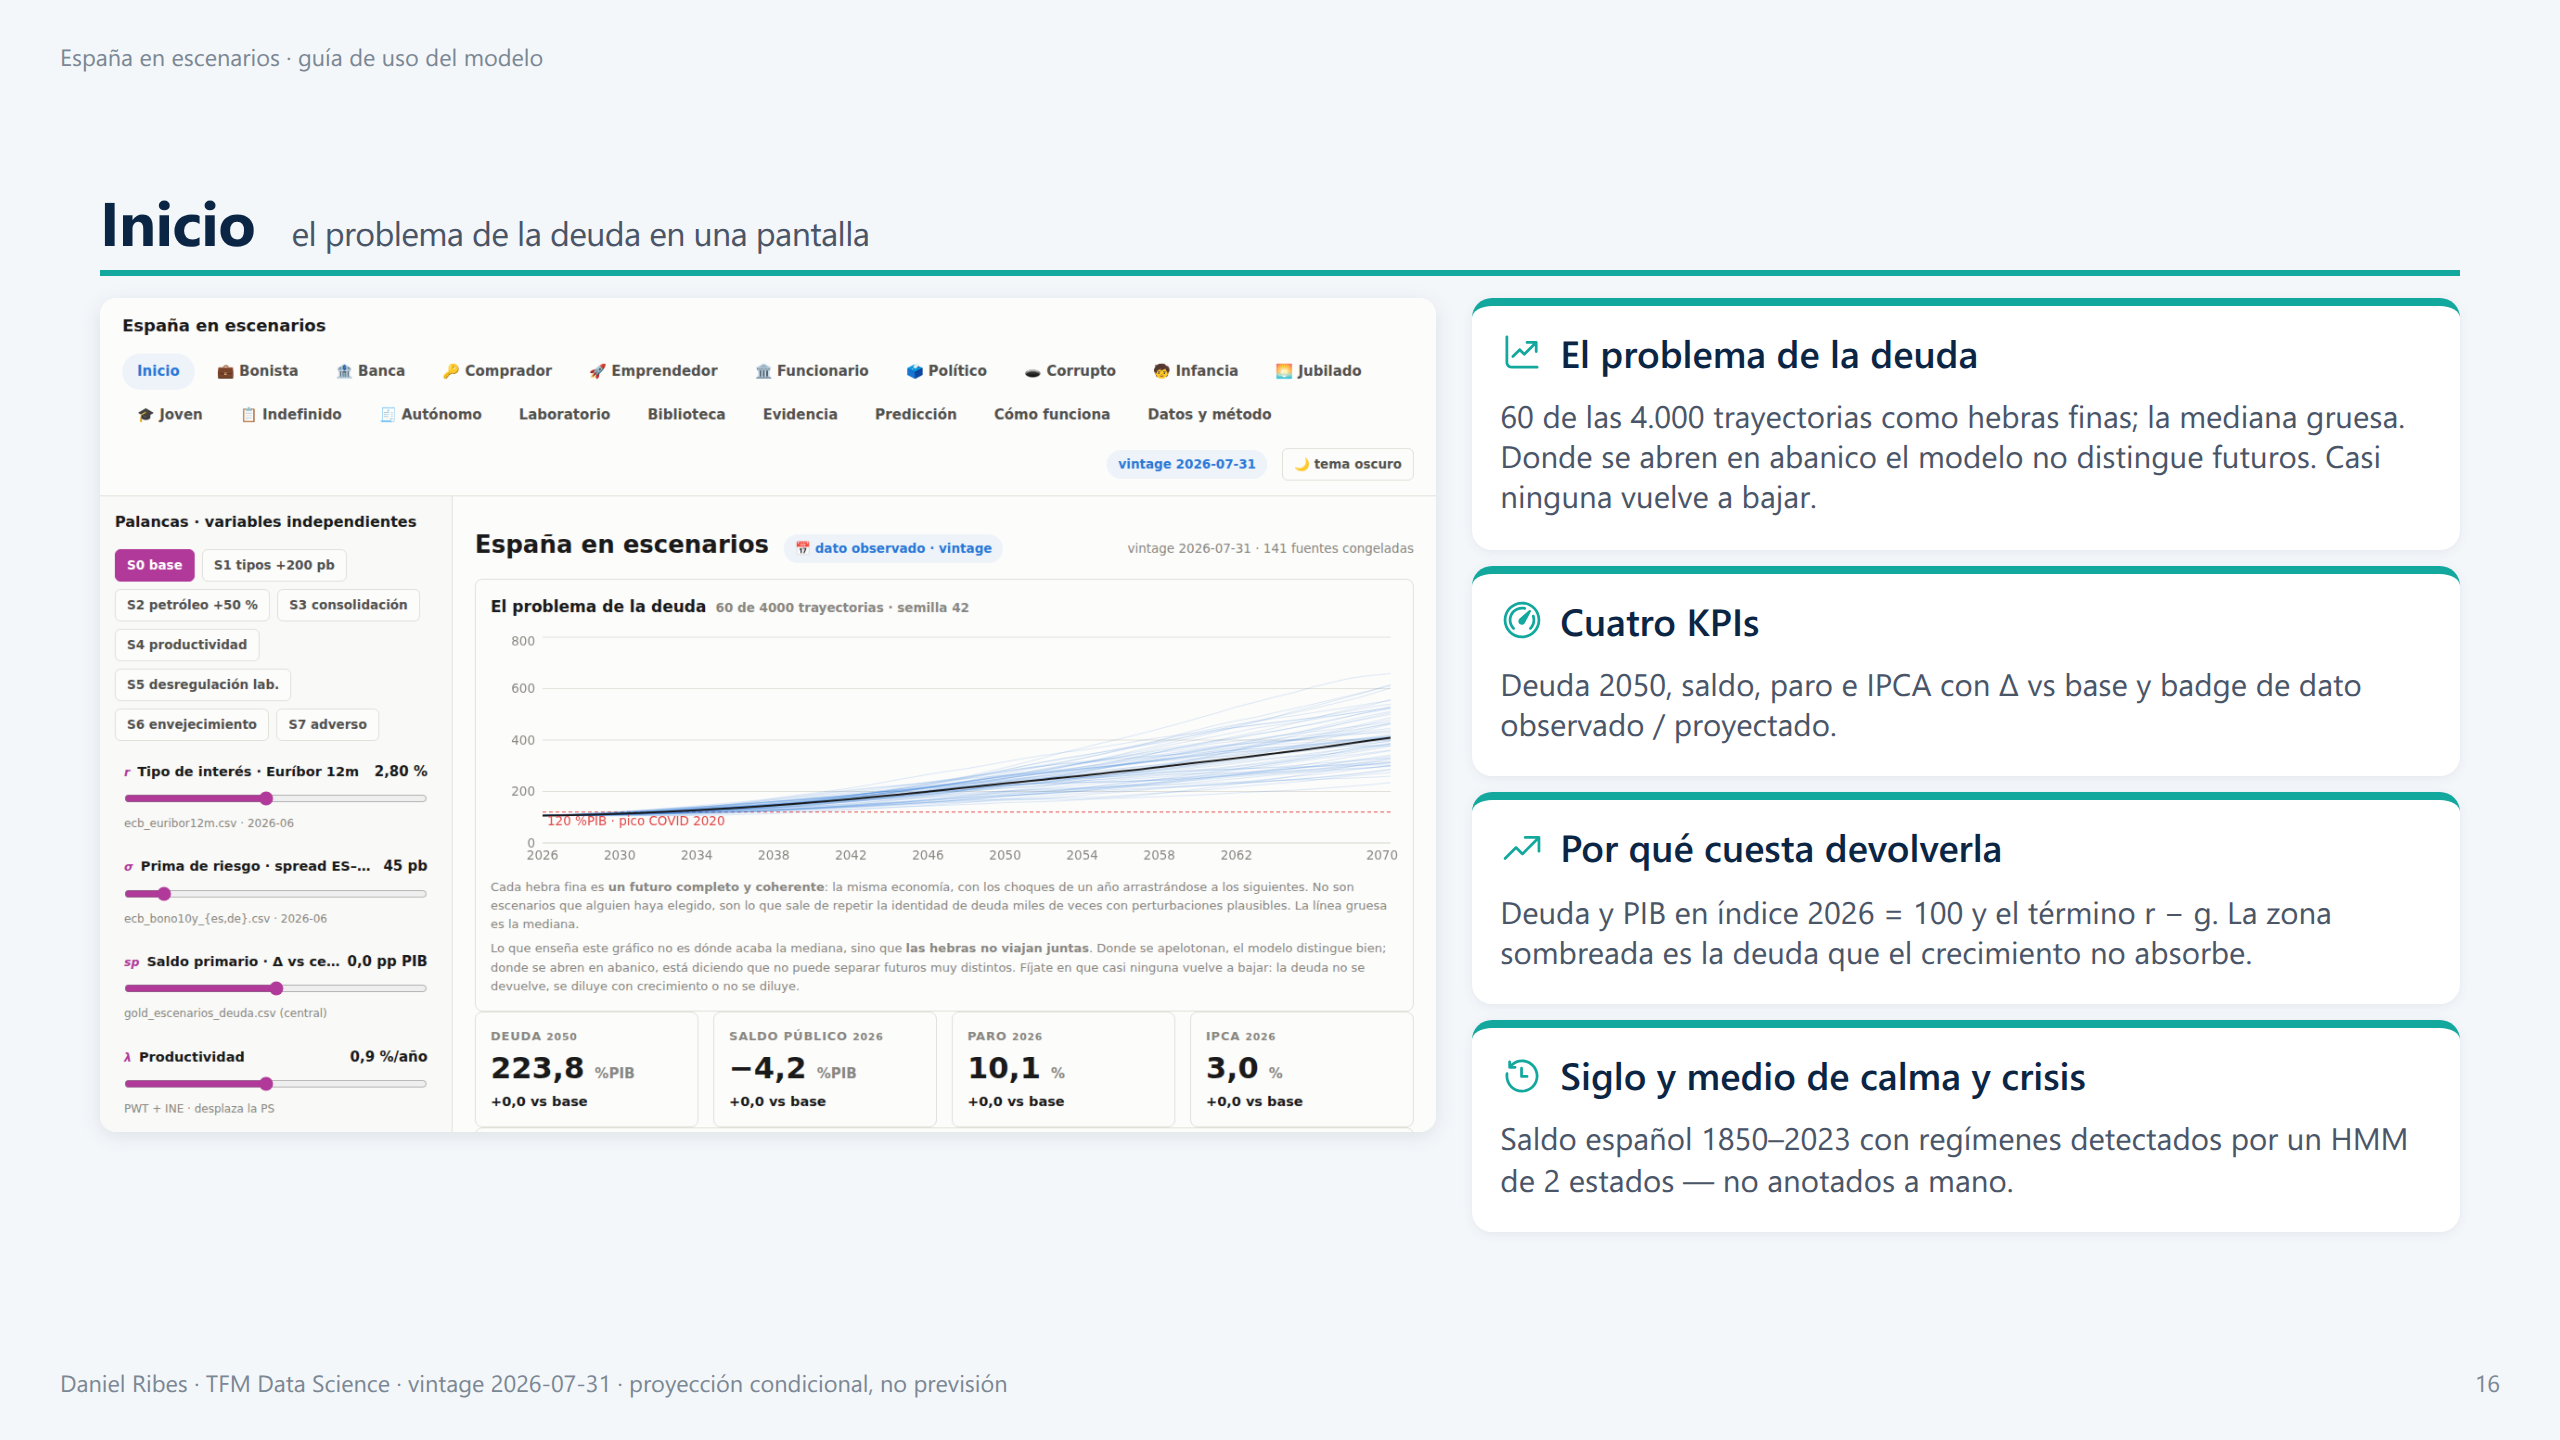 España en escenarios · guía de uso del modelo
Inicio el problema de la deuda en una pantalla
España en escenarios
Inicio 💼 Bonista 🏦 Banca 🔑 Comprador 🚀 Emprendedor 🏛️ Funcionario 🗳️ Político 🕳️ Corrupto 🧒 Infancia 🌅 Jubilado
🎓 Joven 📋 Indefinido 🧾 Autónomo Laboratorio Biblioteca Evidencia Predicción Cómo funciona Datos y método
vintage 2026-07-31 🌙 tema oscuro
Palancas · variables independientes
S0 base S1 tipos +200 pb
S2 petróleo +50 % S3 consolidación
S4 productividad
S5 desregulación lab.
S6 envejecimiento S7 adverso
r Tipo de interés · Euríbor 12m 2,80 %
ecb_euribor12m.csv · 2026-06
σ Prima de riesgo · spread ES–... 45 pb
ecb_bono10y_{es,de}.csv · 2026-06
sp Saldo primario · Δ vs ce... 0,0 pp PIB
gold_escenarios_deuda.csv (central)
λ Productividad 0,9 %/año
PWT + INE · desplaza la PS
España en escenarios 📅 dato observado · vintage vintage 2026-07-31 · 141 fuentes congeladas
El problema de la deuda 60 de 4000 trayectorias · semilla 42
800
600
400
200
0
120 %PIB · pico COVID 2020
2026 2030 2034 2038 2042 2046 2050 2054 2058 2062 2070
Cada hebra fina es un futuro completo y coherente: la misma economía, con los choques de un año arrastrándose a los siguientes. No son
escenarios que alguien haya elegido, son lo que sale de repetir la identidad de deuda miles de veces con perturbaciones plausibles. La línea gruesa
es la mediana.
Lo que enseña este gráfico no es dónde acaba la mediana, sino que las hebras no viajan juntas. Donde se apelotonan, el modelo distingue bien;
donde se abren en abanico, está diciendo que no puede separar futuros muy distintos. Fíjate en que casi ninguna vuelve a bajar: la deuda no se
devuelve, se diluye con crecimiento o no se diluye.
DEUDA 2050 SALDO PÚBLICO 2026 PARO 2026 IPCA 2026
223,8 %PIB −4,2 %PIB 10,1 % 3,0 %
+0,0 vs base +0,0 vs base +0,0 vs base +0,0 vs base
El problema de la deuda
60 de las 4.000 trayectorias como hebras finas; la mediana gruesa.
Donde se abren en abanico el modelo no distingue futuros. Casi
ninguna vuelve a bajar.
Cuatro KPIs
Deuda 2050, saldo, paro e IPCA con Δ vs base y badge de dato
observado / proyectado.
Por qué cuesta devolverla
Deuda y PIB en índice 2026 = 100 y el término r − g. La zona
sombreada es la deuda que el crecimiento no absorbe.
Siglo y medio de calma y crisis
Saldo español 1850–2023 con regímenes detectados por un HMM
de 2 estados — no anotados a mano.
Daniel Ribes · TFM Data Science · vintage 2026-07-31 · proyección condicional, no previsión
16